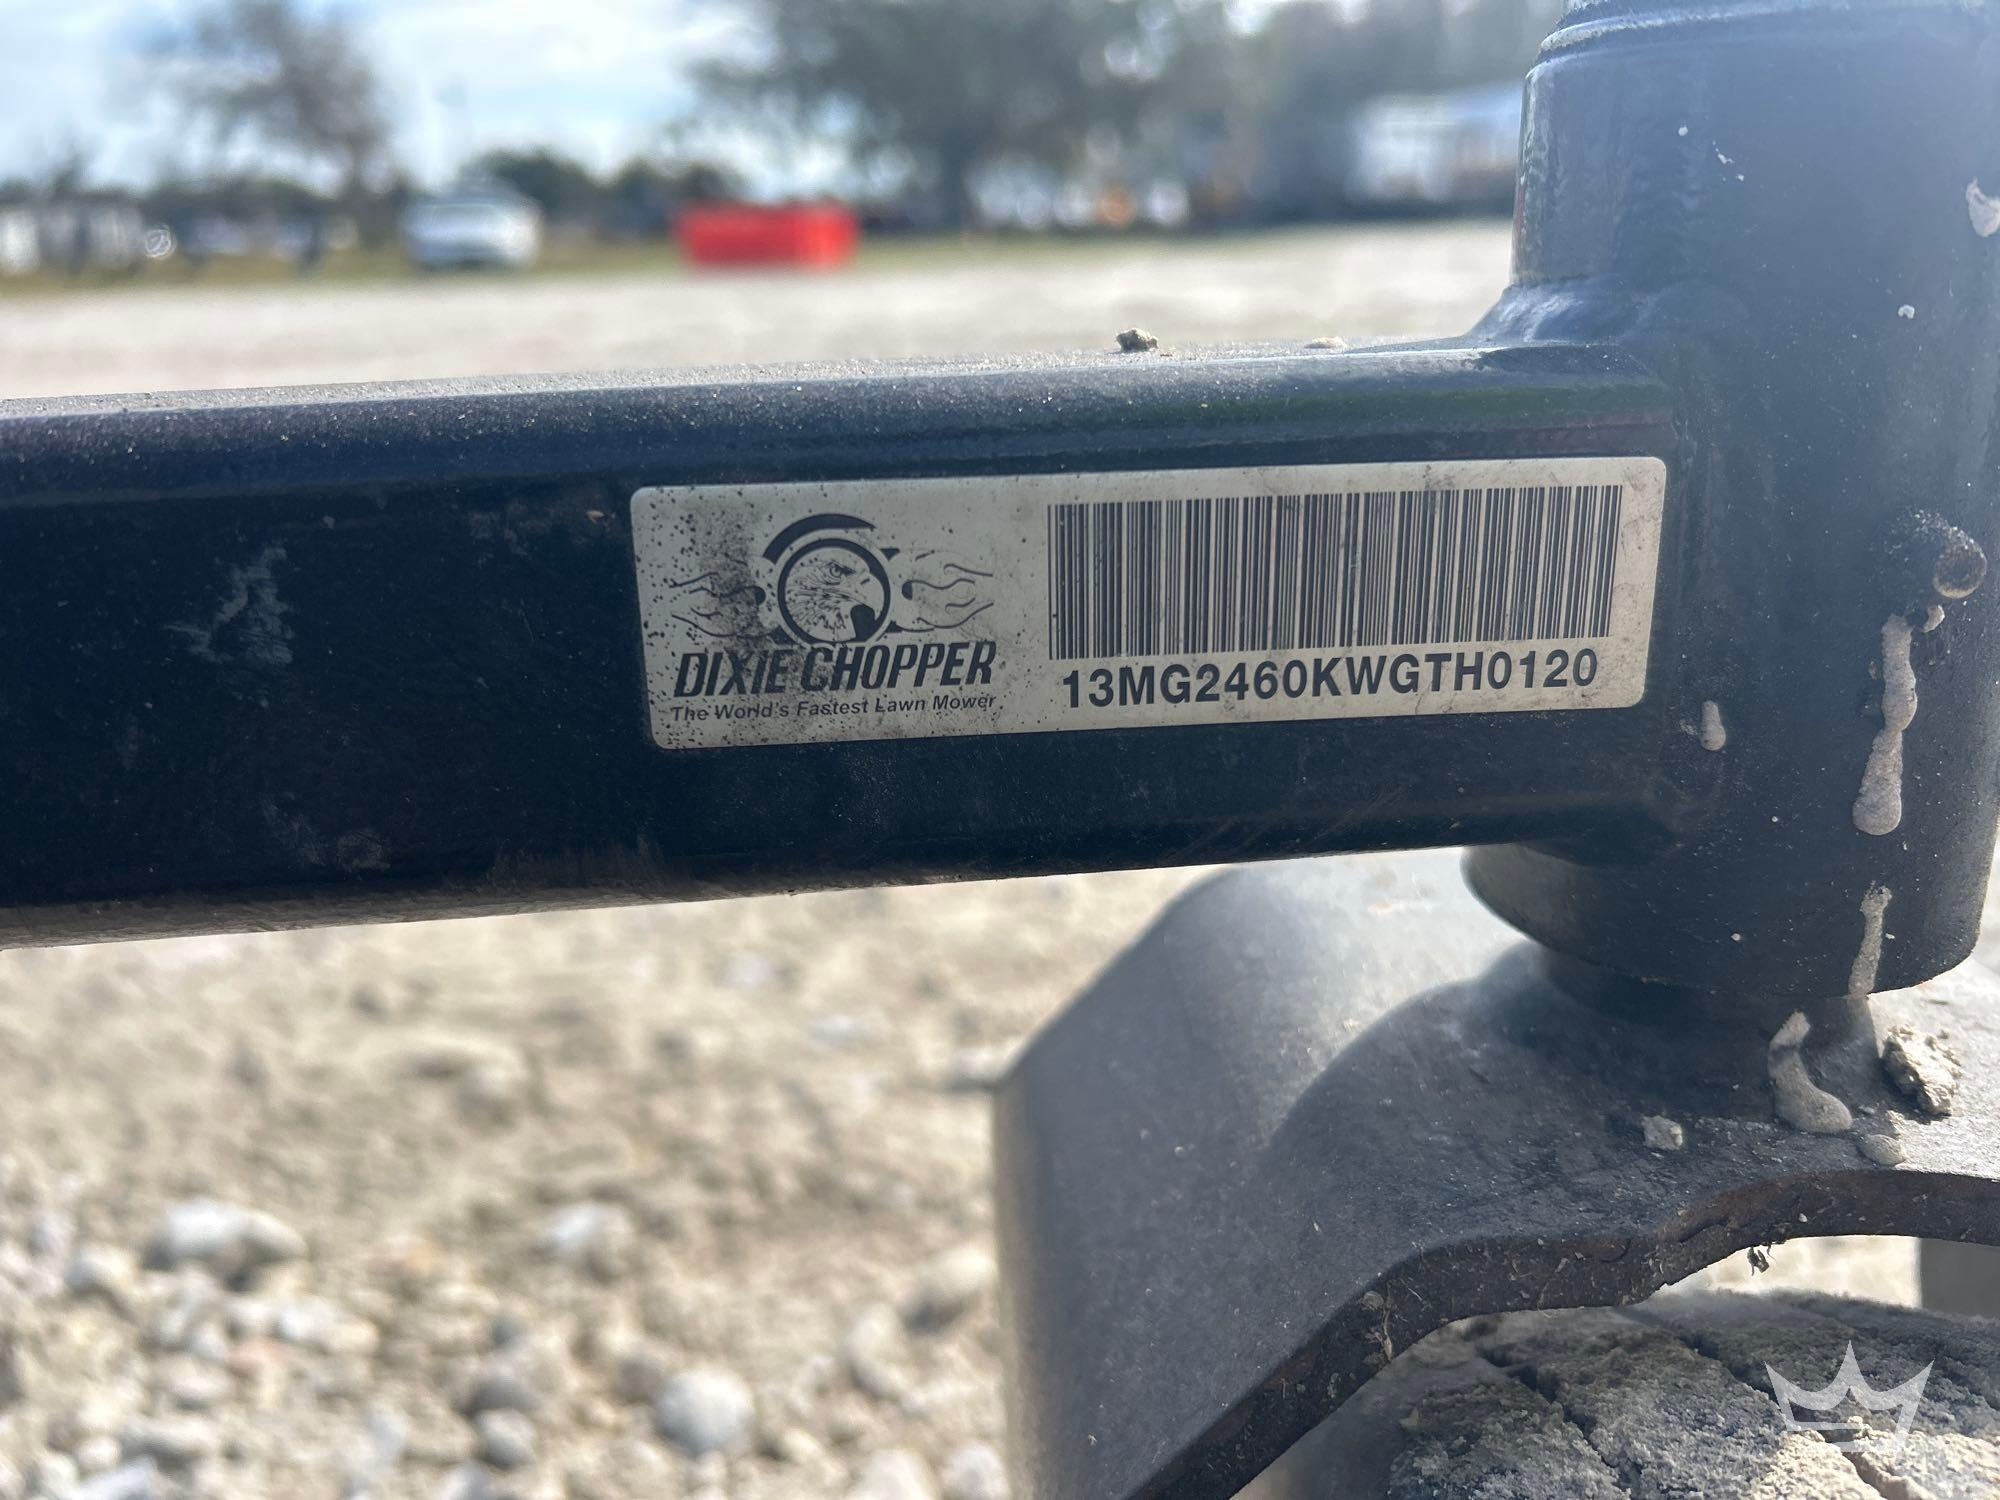 DIXIE CHOPPER
The World's Fastest Lawn Mower
13MG2460KWGTH0120